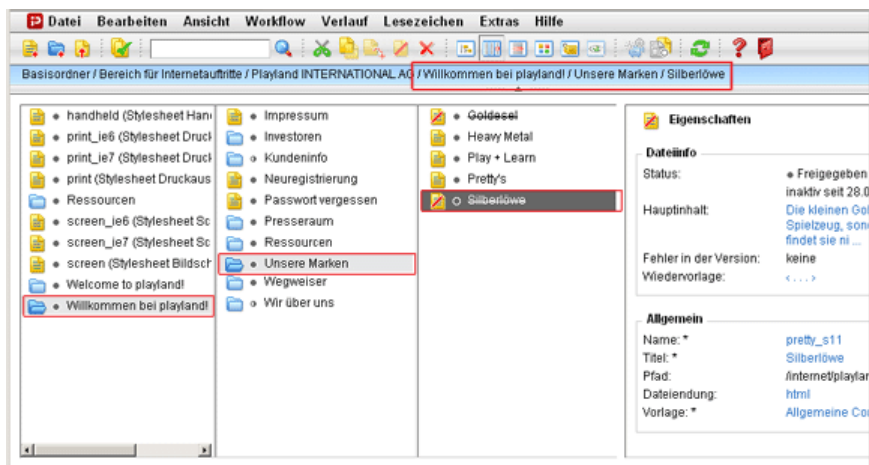 Datei Bearbeiten Ansicht Workflow Verlauf Lesezeichen Extras Hilfe
Basisordner / Bereich für Internetauftritte / Playland INTERNATIONAL AG / Willkommen bei playland! / Unsere Marken / Silberlöwe
handheld (Stylesheet Han
print_ie6 (Stylesheet Druck
print_ie7 (Stylesheet Druck
print (Stylesheet Druckaus
Ressourcen
screen_ie6 (Stylesheet Sc
screen_ie7 (Stylesheet Sc
screen (Stylesheet Bildsch
Welcome to playland!
Willkommen bei playland!
Impressum
Investoren
Kundeninfo
Neuregistrierung
Passwort vergessen
Presseraum
Ressourcen
Unsere Marken
Wegweiser
Wir über uns
Goldesel
Heavy Metal
Play + Learn
Pretty's
Silberlöwe
Eigenschaften
Dateiinfo
Status: Freigegeben
inaktiv seit 28.0
Hauptinhalt: Die kleinen Gol
Spielzeug, son
findet sie ni ...
Fehler in der Version: keine
Wiedervorlage: < . . . >
Allgemein
Name: * pretty_s11
Titel: * Silberlöwe
Pfad: /internet/playlan
Dateiendung: html
Vorlage: * Allgemeine Co